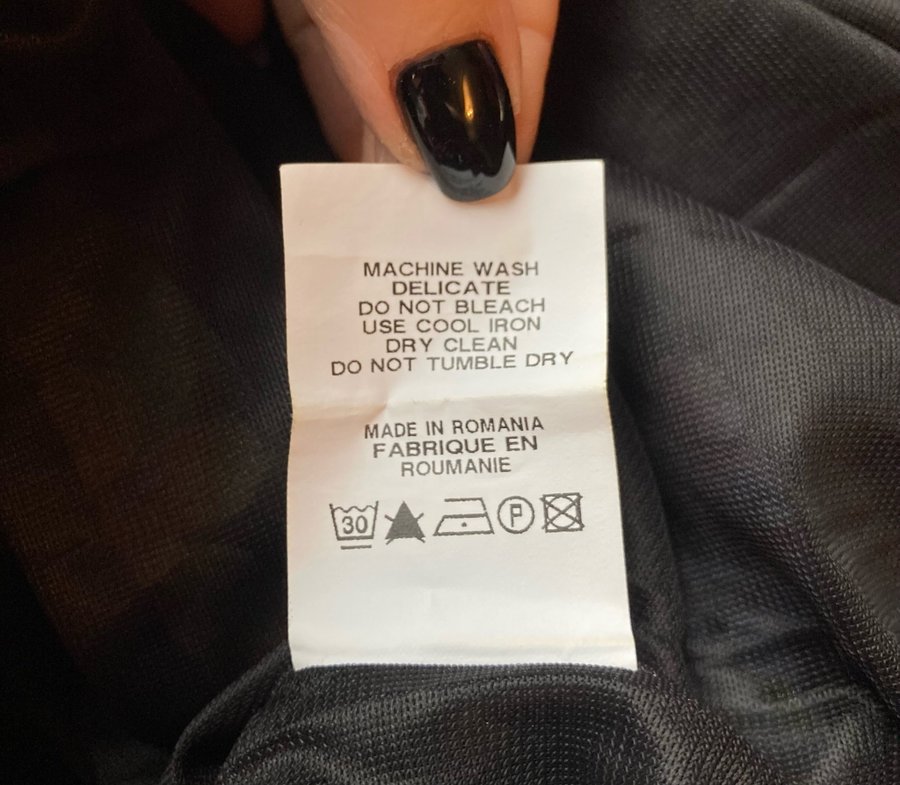 MACHINE WASH
DELICATE
DO NOT BLEACH
USE COOL IRON
DRY CLEAN
DO NOT TUMBLE DRY
MADE IN ROMANIA
FABRIQUE EN
ROUMANIE
30 P